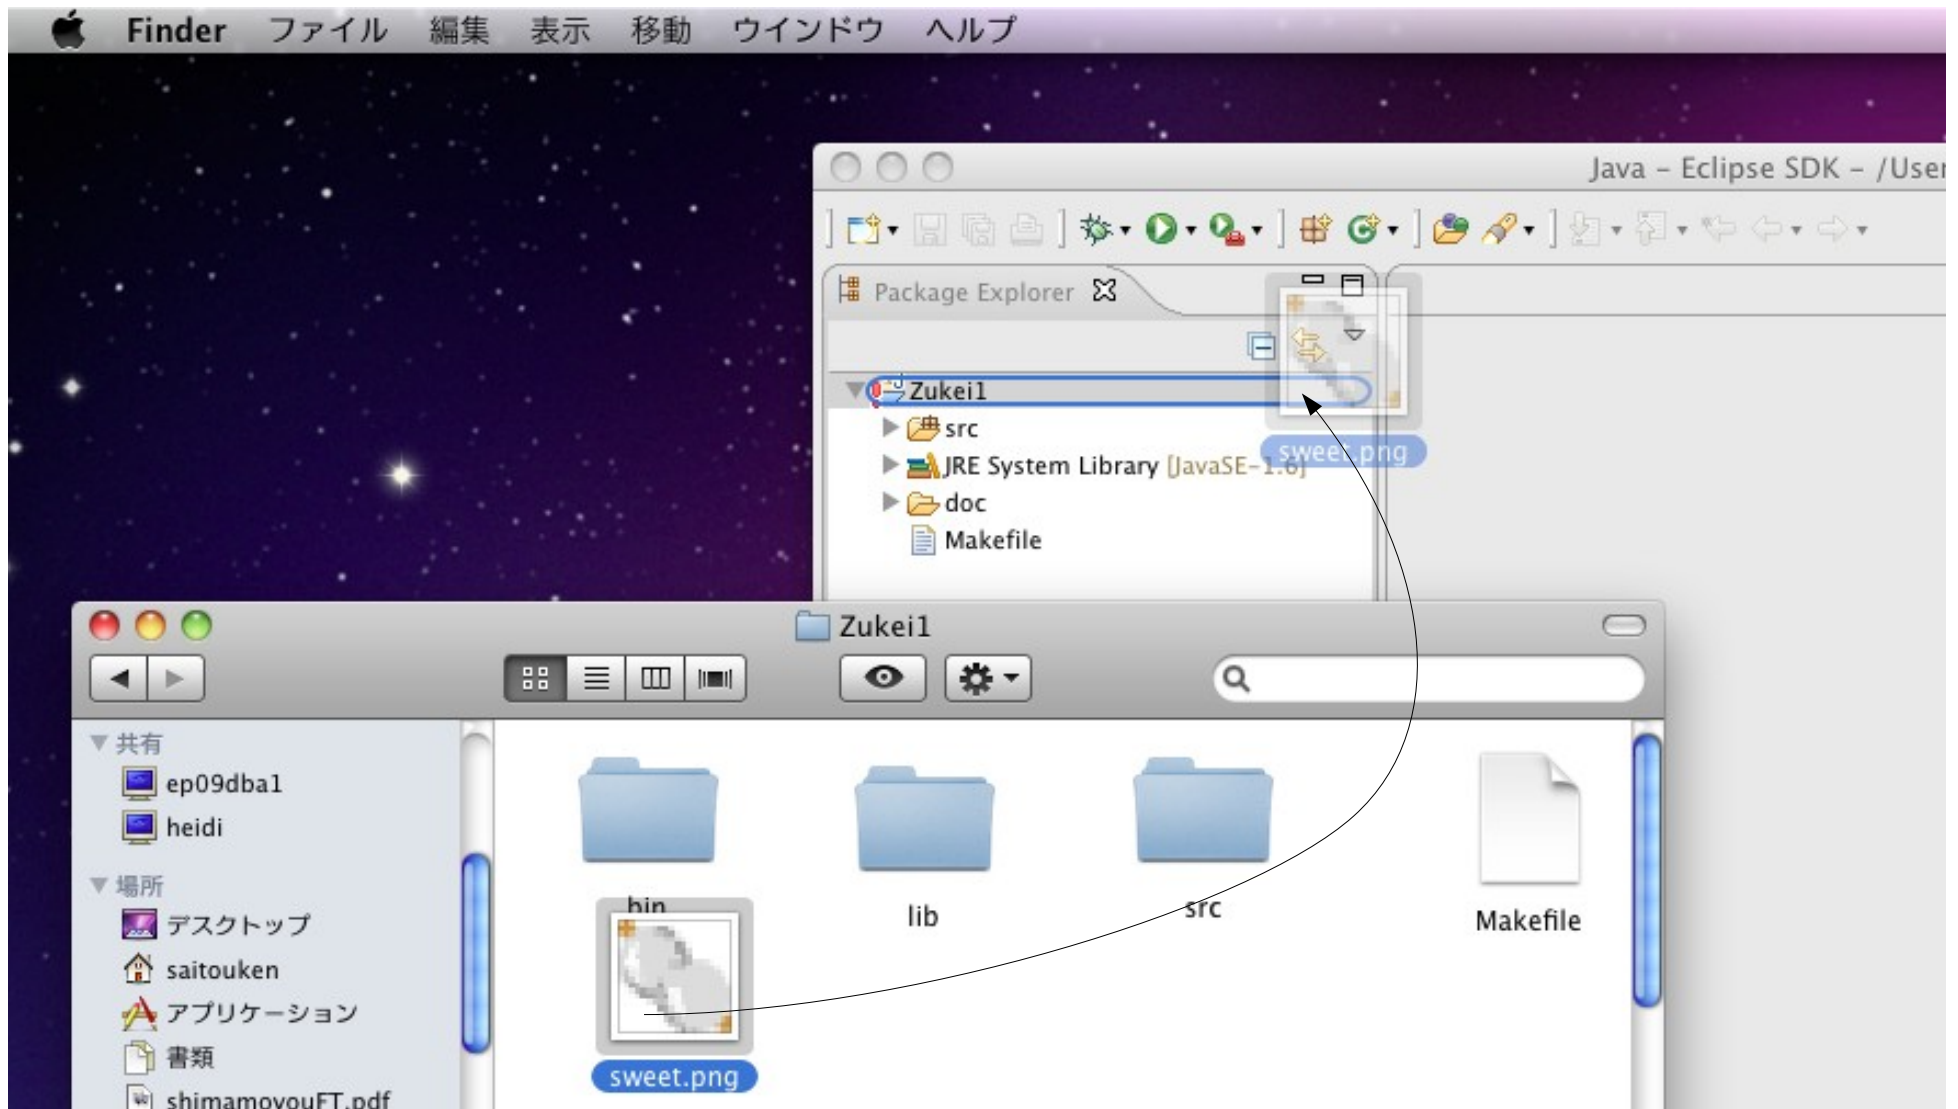 Finder ファイル 編集 表示 移動 ウインドウ ヘルプ
Java – Eclipse SDK – /User
Package Explorer
Zukei1
src
sweet.png
JRE System Library [JavaSE-1.6]
doc
Makefile
Zukei1
共有
ep09dba1
heidi
場所
デスクトップ
saitouken
アプリケーション
書類
shimamoyouFT.pdf
bin
lib
src
Makefile
sweet.png